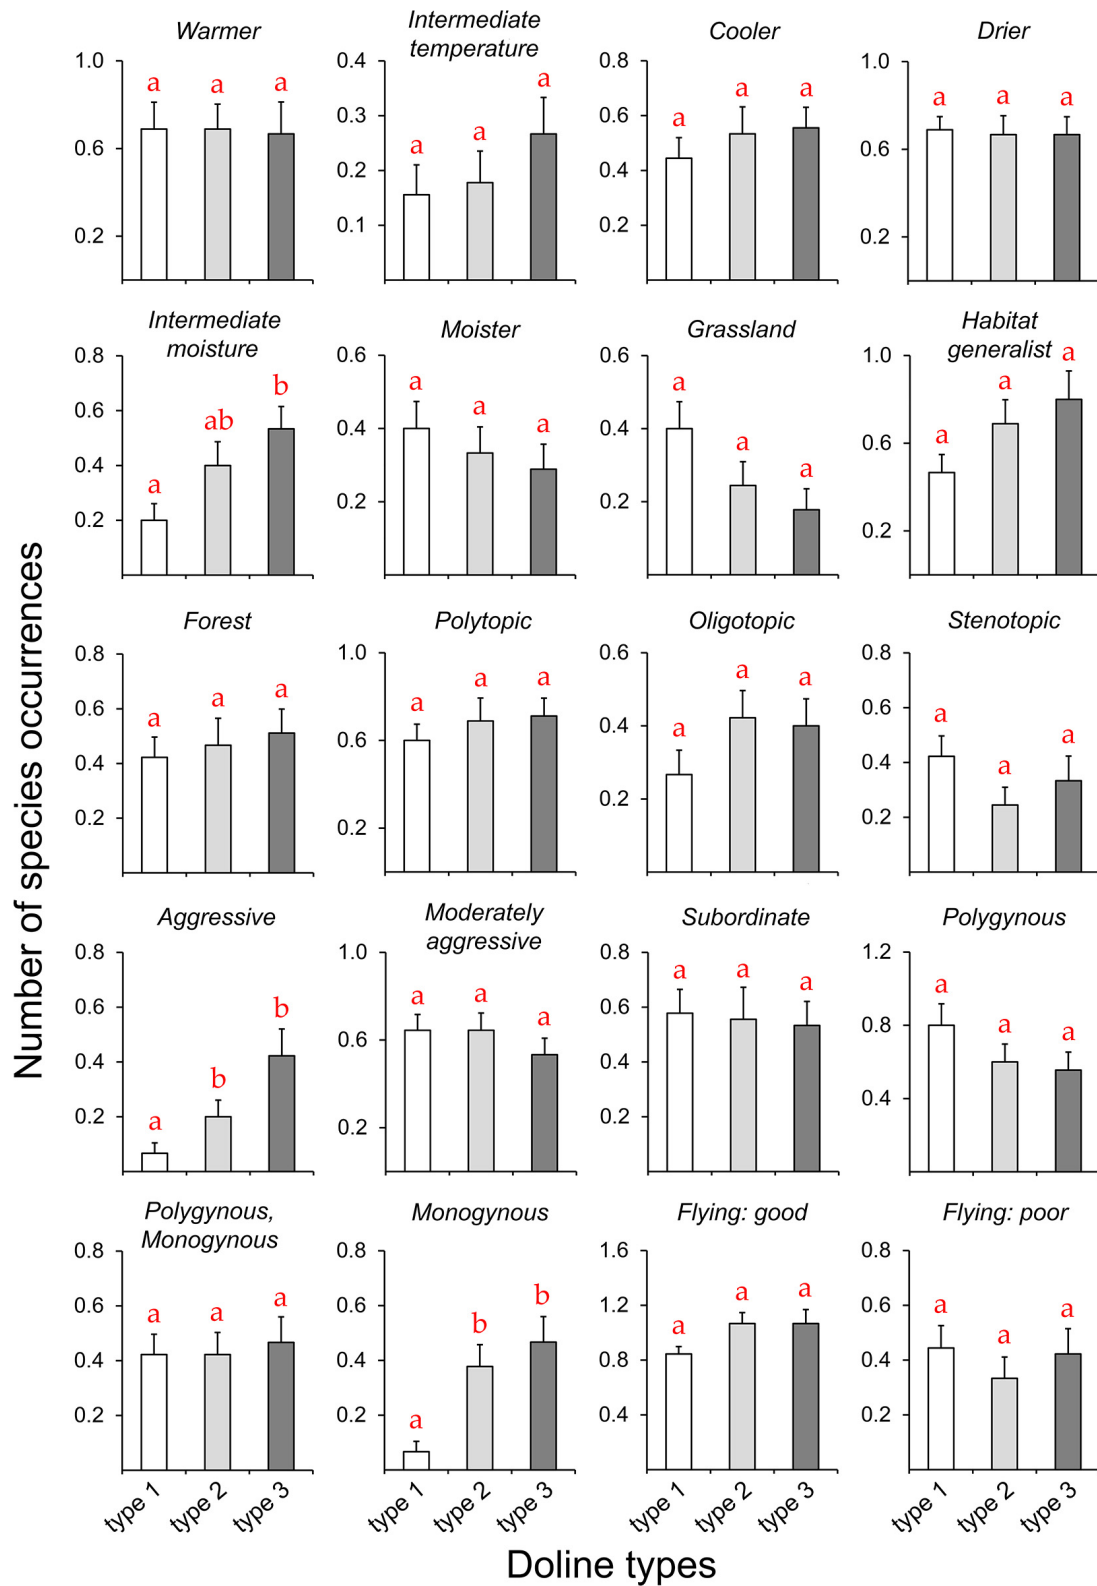 Number of species occurrences
Warmer
1.0
0.6
0.2
a
a
a
Intermediate
temperature
0.4
0.3
0.2
0.1
a
a
a
Cooler
0.8
0.6
0.4
0.2
a
a
a
Drier
1.0
0.6
0.2
a
a
a
Intermediate
moisture
0.8
0.6
0.4
0.2
a
ab
b
Moister
0.6
0.4
0.2
a
a
a
Grassland
0.6
0.4
0.2
a
a
a
Habitat
generalist
1.0
0.6
0.2
a
a
a
Forest
0.8
0.6
0.4
0.2
a
a
a
Polytopic
1.0
0.6
0.2
a
a
a
Oligotopic
0.6
0.4
0.2
a
a
a
Stenotopic
0.8
0.6
0.4
0.2
a
a
a
Aggressive
0.8
0.6
0.4
0.2
a
b
b
Moderately
aggressive
1.0
0.6
0.2
a
a
a
Subordinate
0.8
0.6
0.4
0.2
a
a
a
Polygynous
1.2
0.8
0.4
a
a
a
Polygynous,
Monogynous
0.8
0.6
0.4
0.2
a
a
a
type 1
type 2
type 3
Monogynous
0.8
0.6
0.4
0.2
a
b
b
type 1
type 2
type 3
Flying: good
1.6
1.2
0.8
0.4
a
a
a
type 1
type 2
type 3
Flying: poor
0.8
0.6
0.4
0.2
a
a
a
type 1
type 2
type 3
Doline types